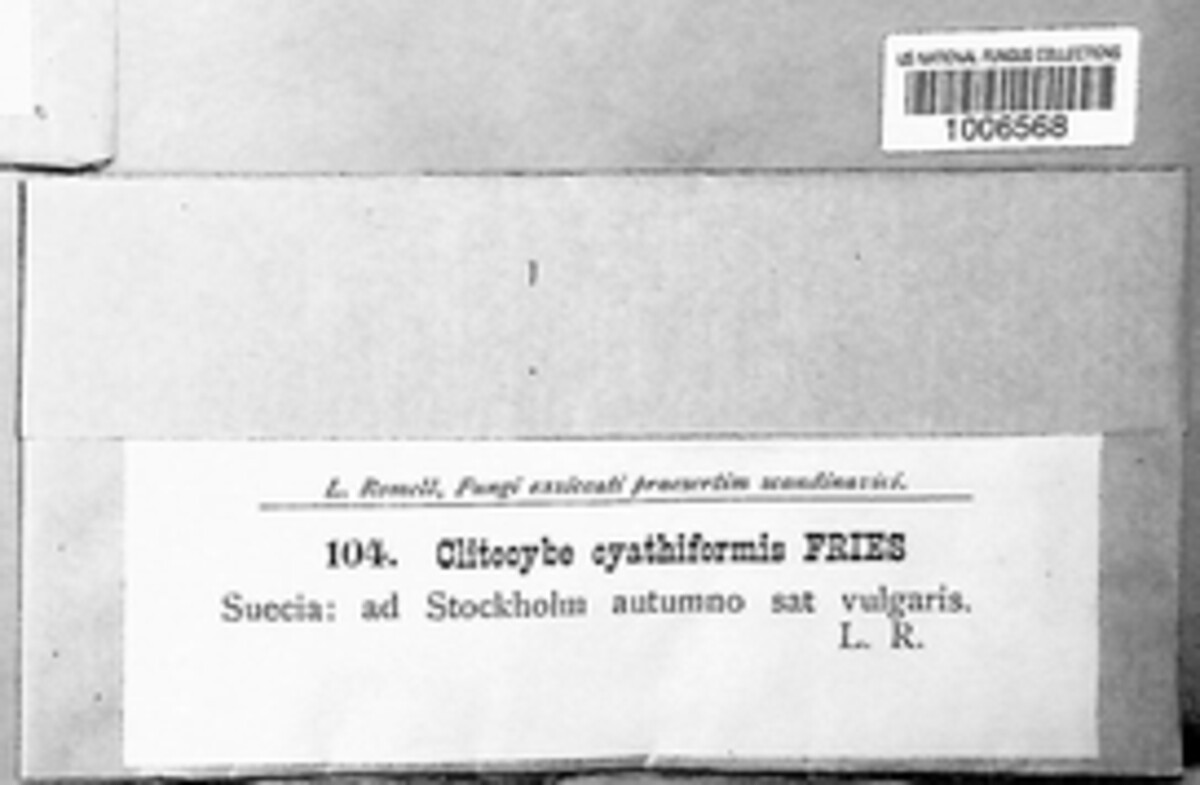 US NATIONAL FUNGUS COLLECTIONS
1006568
L. Romell, Fungi exsiccati praesertim scandinavici.
104. Clitocybe cyathiformis FRIES
Suecia: ad Stockholm autumno sat vulgaris.
L. R.